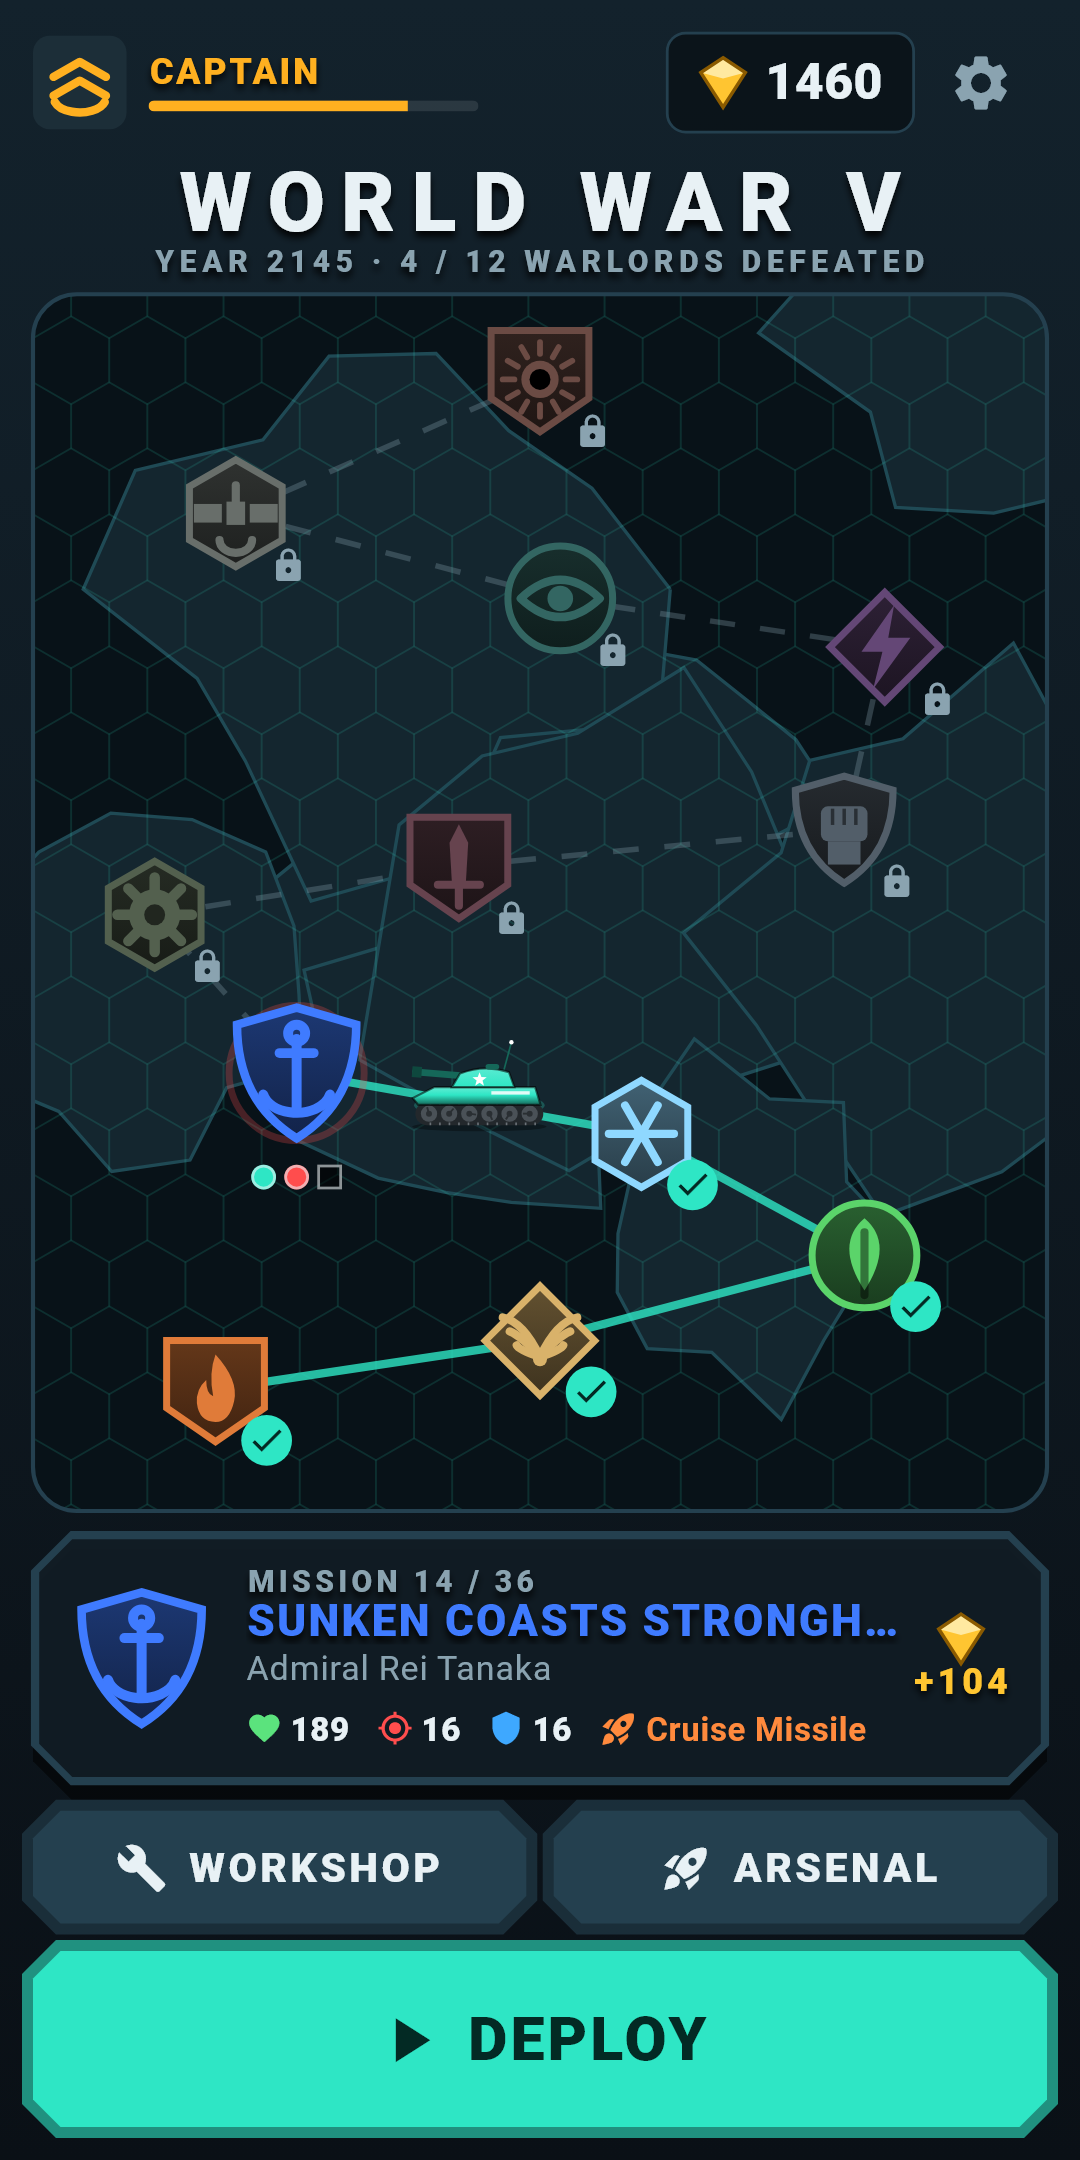 CAPTAIN
1460
WORLD WAR V
YEAR 2145 · 4 / 12 WARLORDS DEFEATED
MISSION 14 / 36
SUNKEN COASTS STRONGH...
Admiral Rei Tanaka
+104
189 16 16 Cruise Missile
WORKSHOP
ARSENAL
DEPLOY